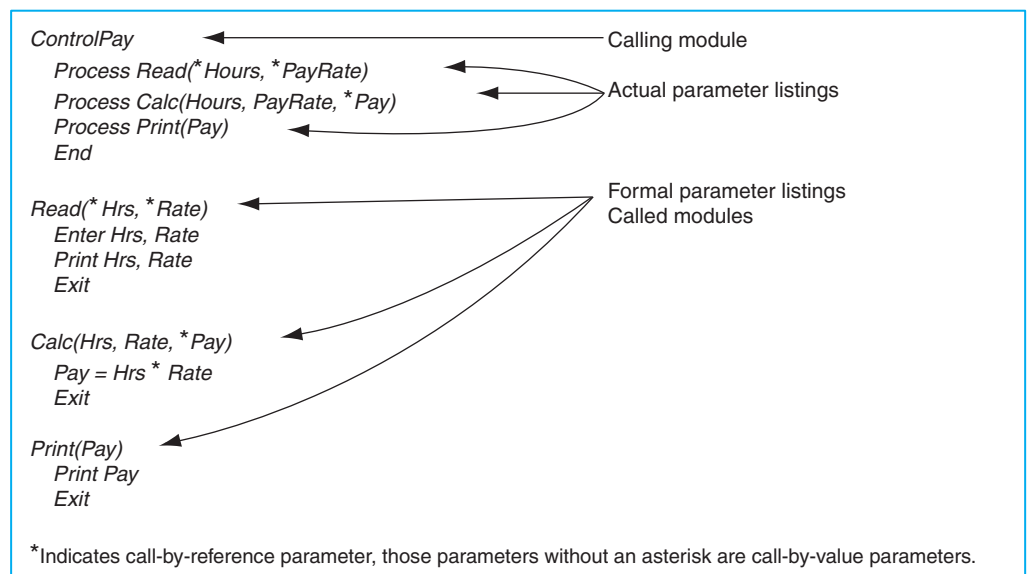 ControlPay
Calling module
Process Read(*Hours, *PayRate)
Process Calc(Hours, PayRate, *Pay)
Actual parameter listings
Process Print(Pay)
End
Formal parameter listings
Called modules
Read(*Hrs, *Rate)
Enter Hrs, Rate
Print Hrs, Rate
Exit
Calc(Hrs, Rate, *Pay)
Pay = Hrs * Rate
Exit
Print(Pay)
Print Pay
Exit
*Indicates call-by-reference parameter, those parameters without an asterisk are call-by-value parameters.